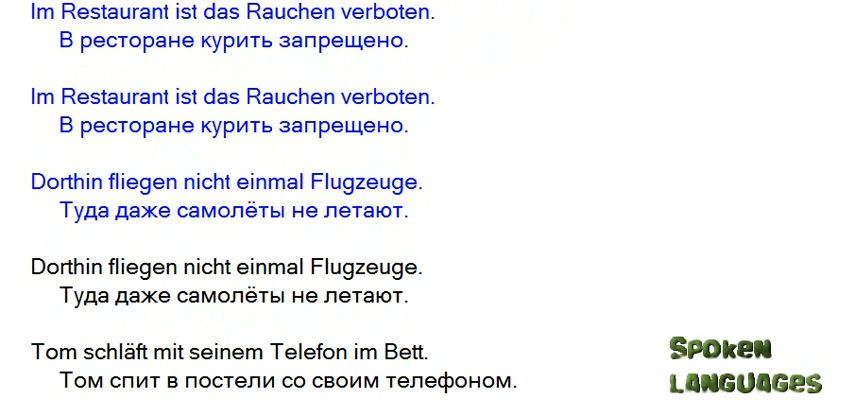 Im Restaurant ist das Rauchen verboten.
В ресторане курить запрещено.
Im Restaurant ist das Rauchen verboten.
В ресторане курить запрещено.
Dorthin fliegen nicht einmal Flugzeuge.
Туда даже самолёты не летают.
Dorthin fliegen nicht einmal Flugzeuge.
Туда даже самолёты не летают.
Tom schläft mit seinem Telefon im Bett.
Том спит в постели со своим телефоном.
Spoken
Languages